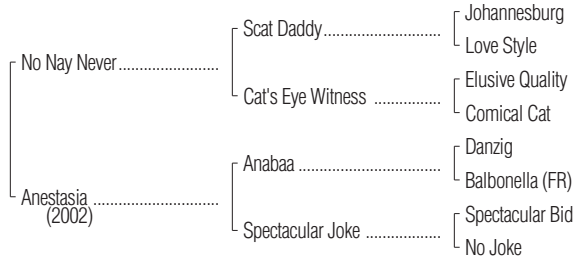 Johannesburg
Scat Daddy
Love Style
No Nay Never
Elusive Quality
Cat's Eye Witness
Comical Cat
Danzig
Anabaa
Balbonella (FR)
Anestasia
(2002)
Spectacular Bid
Spectacular Joke
No Joke